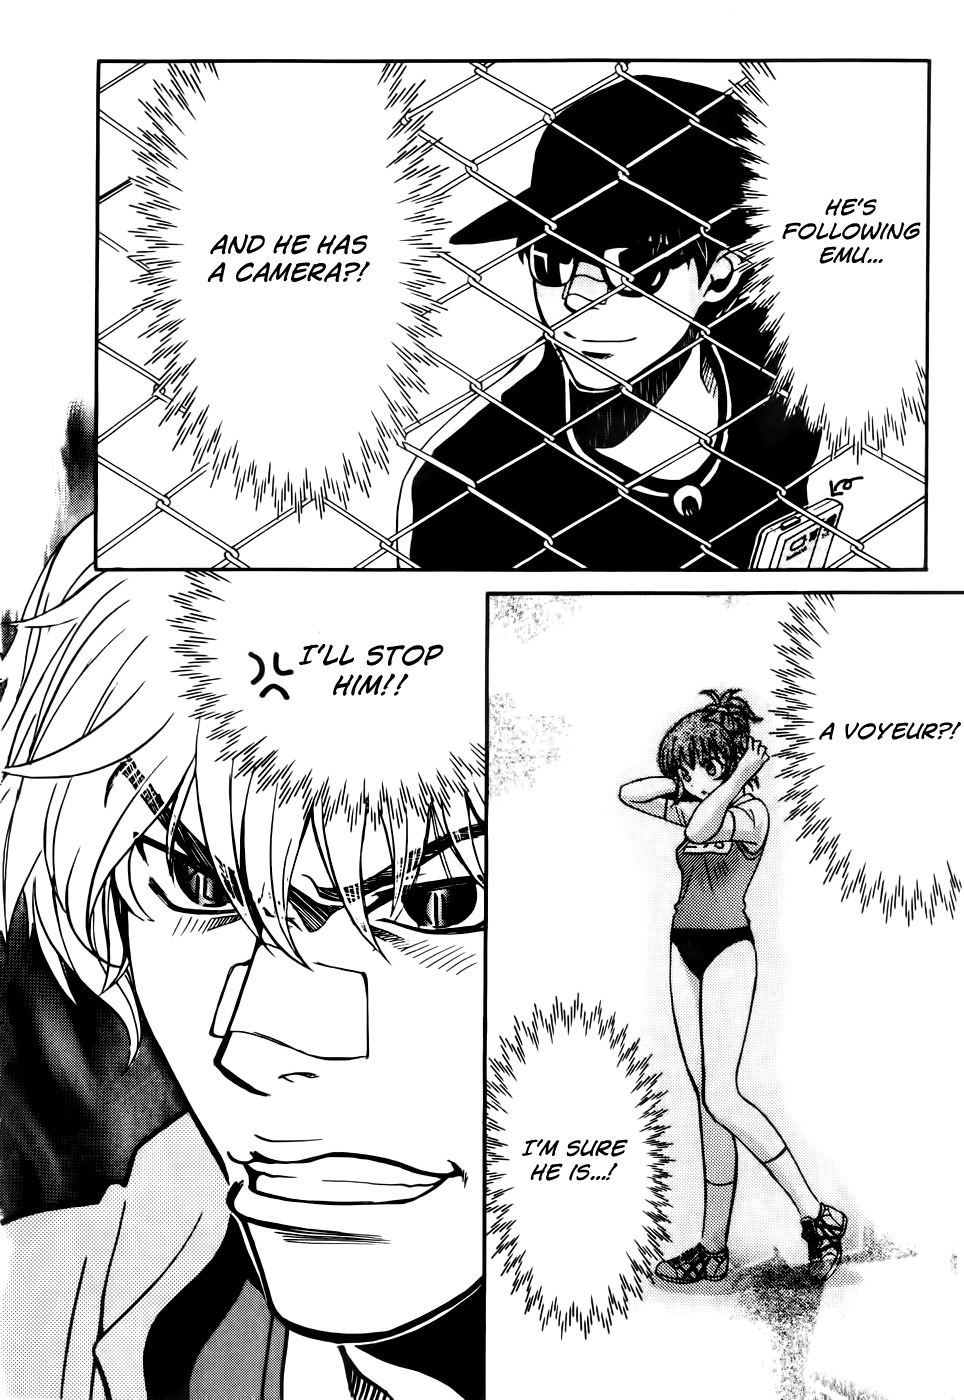 HE'S
FOLLOWING
EMU...
AND HE HAS
A CAMERA?!
A VOYEUR?!
I'M SURE
HE IS...!
I'LL STOP
HIM!!